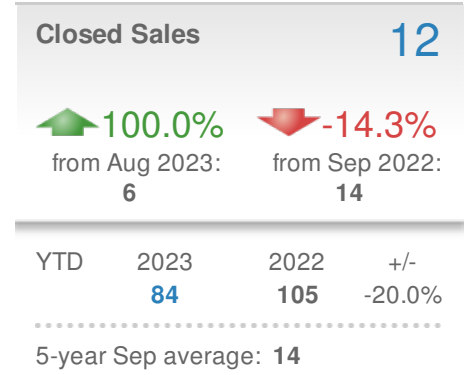 Closed Sales 12
100.0% -14.3%
from Aug 2023: from Sep 2022:
6 14
YTD 2023 2022 +/-
84 105 -20.0%
5-year Sep average: 14